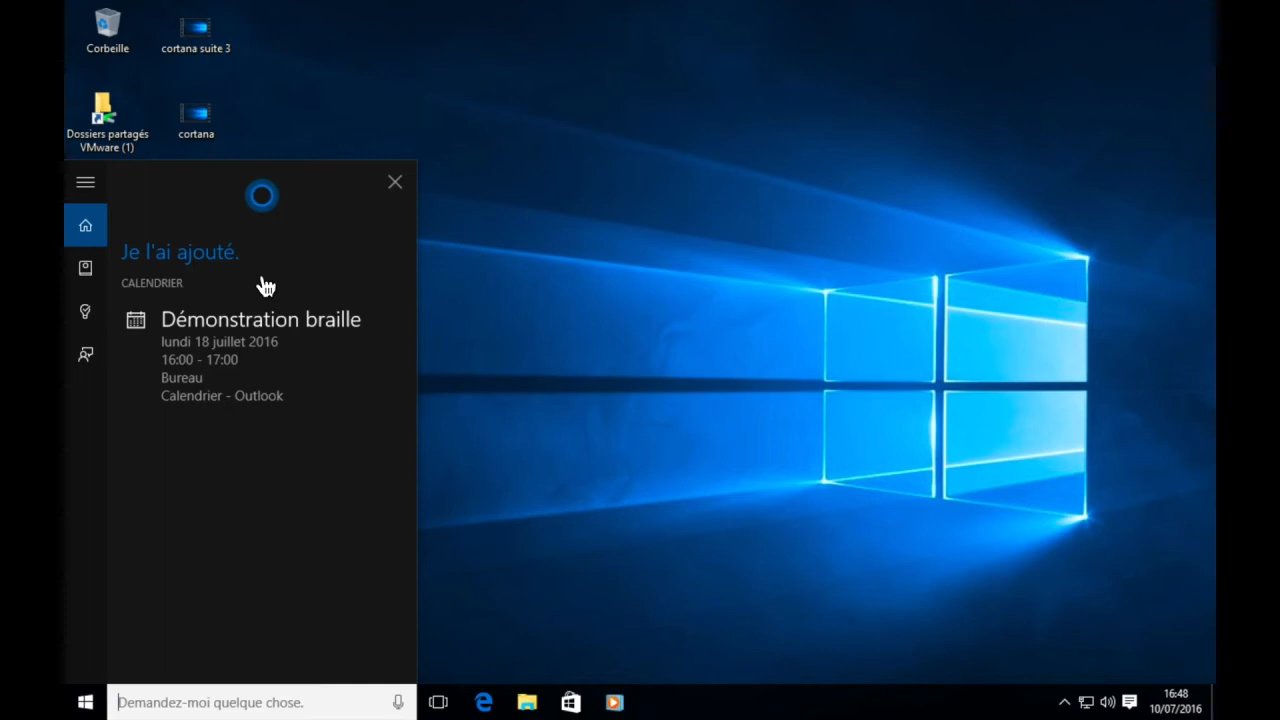 Corbeille
cortana suite 3
Dossiers partagés
VMware (1)
cortana
Je l'ai ajouté.
CALENDRIER
Démonstration braille
lundi 18 juillet 2016
16:00 - 17:00
Bureau
Calendrier - Outlook
Demandez-moi quelque chose.
16:48
10/07/2016